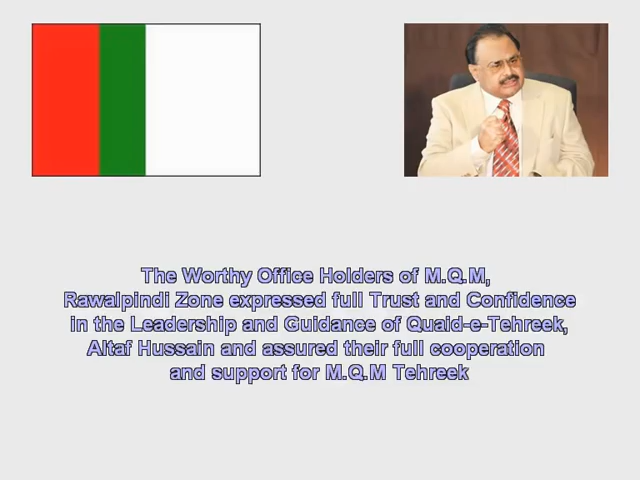 The Worthy Office Holders of M.Q.M,
Rawalpindi Zone expressed full Trust and Confidence
in the Leadership and Guidance of Quaid-e-Tehreek,
Altaf Hussain and assured their full cooperation
and support for M.Q.M Tehreek